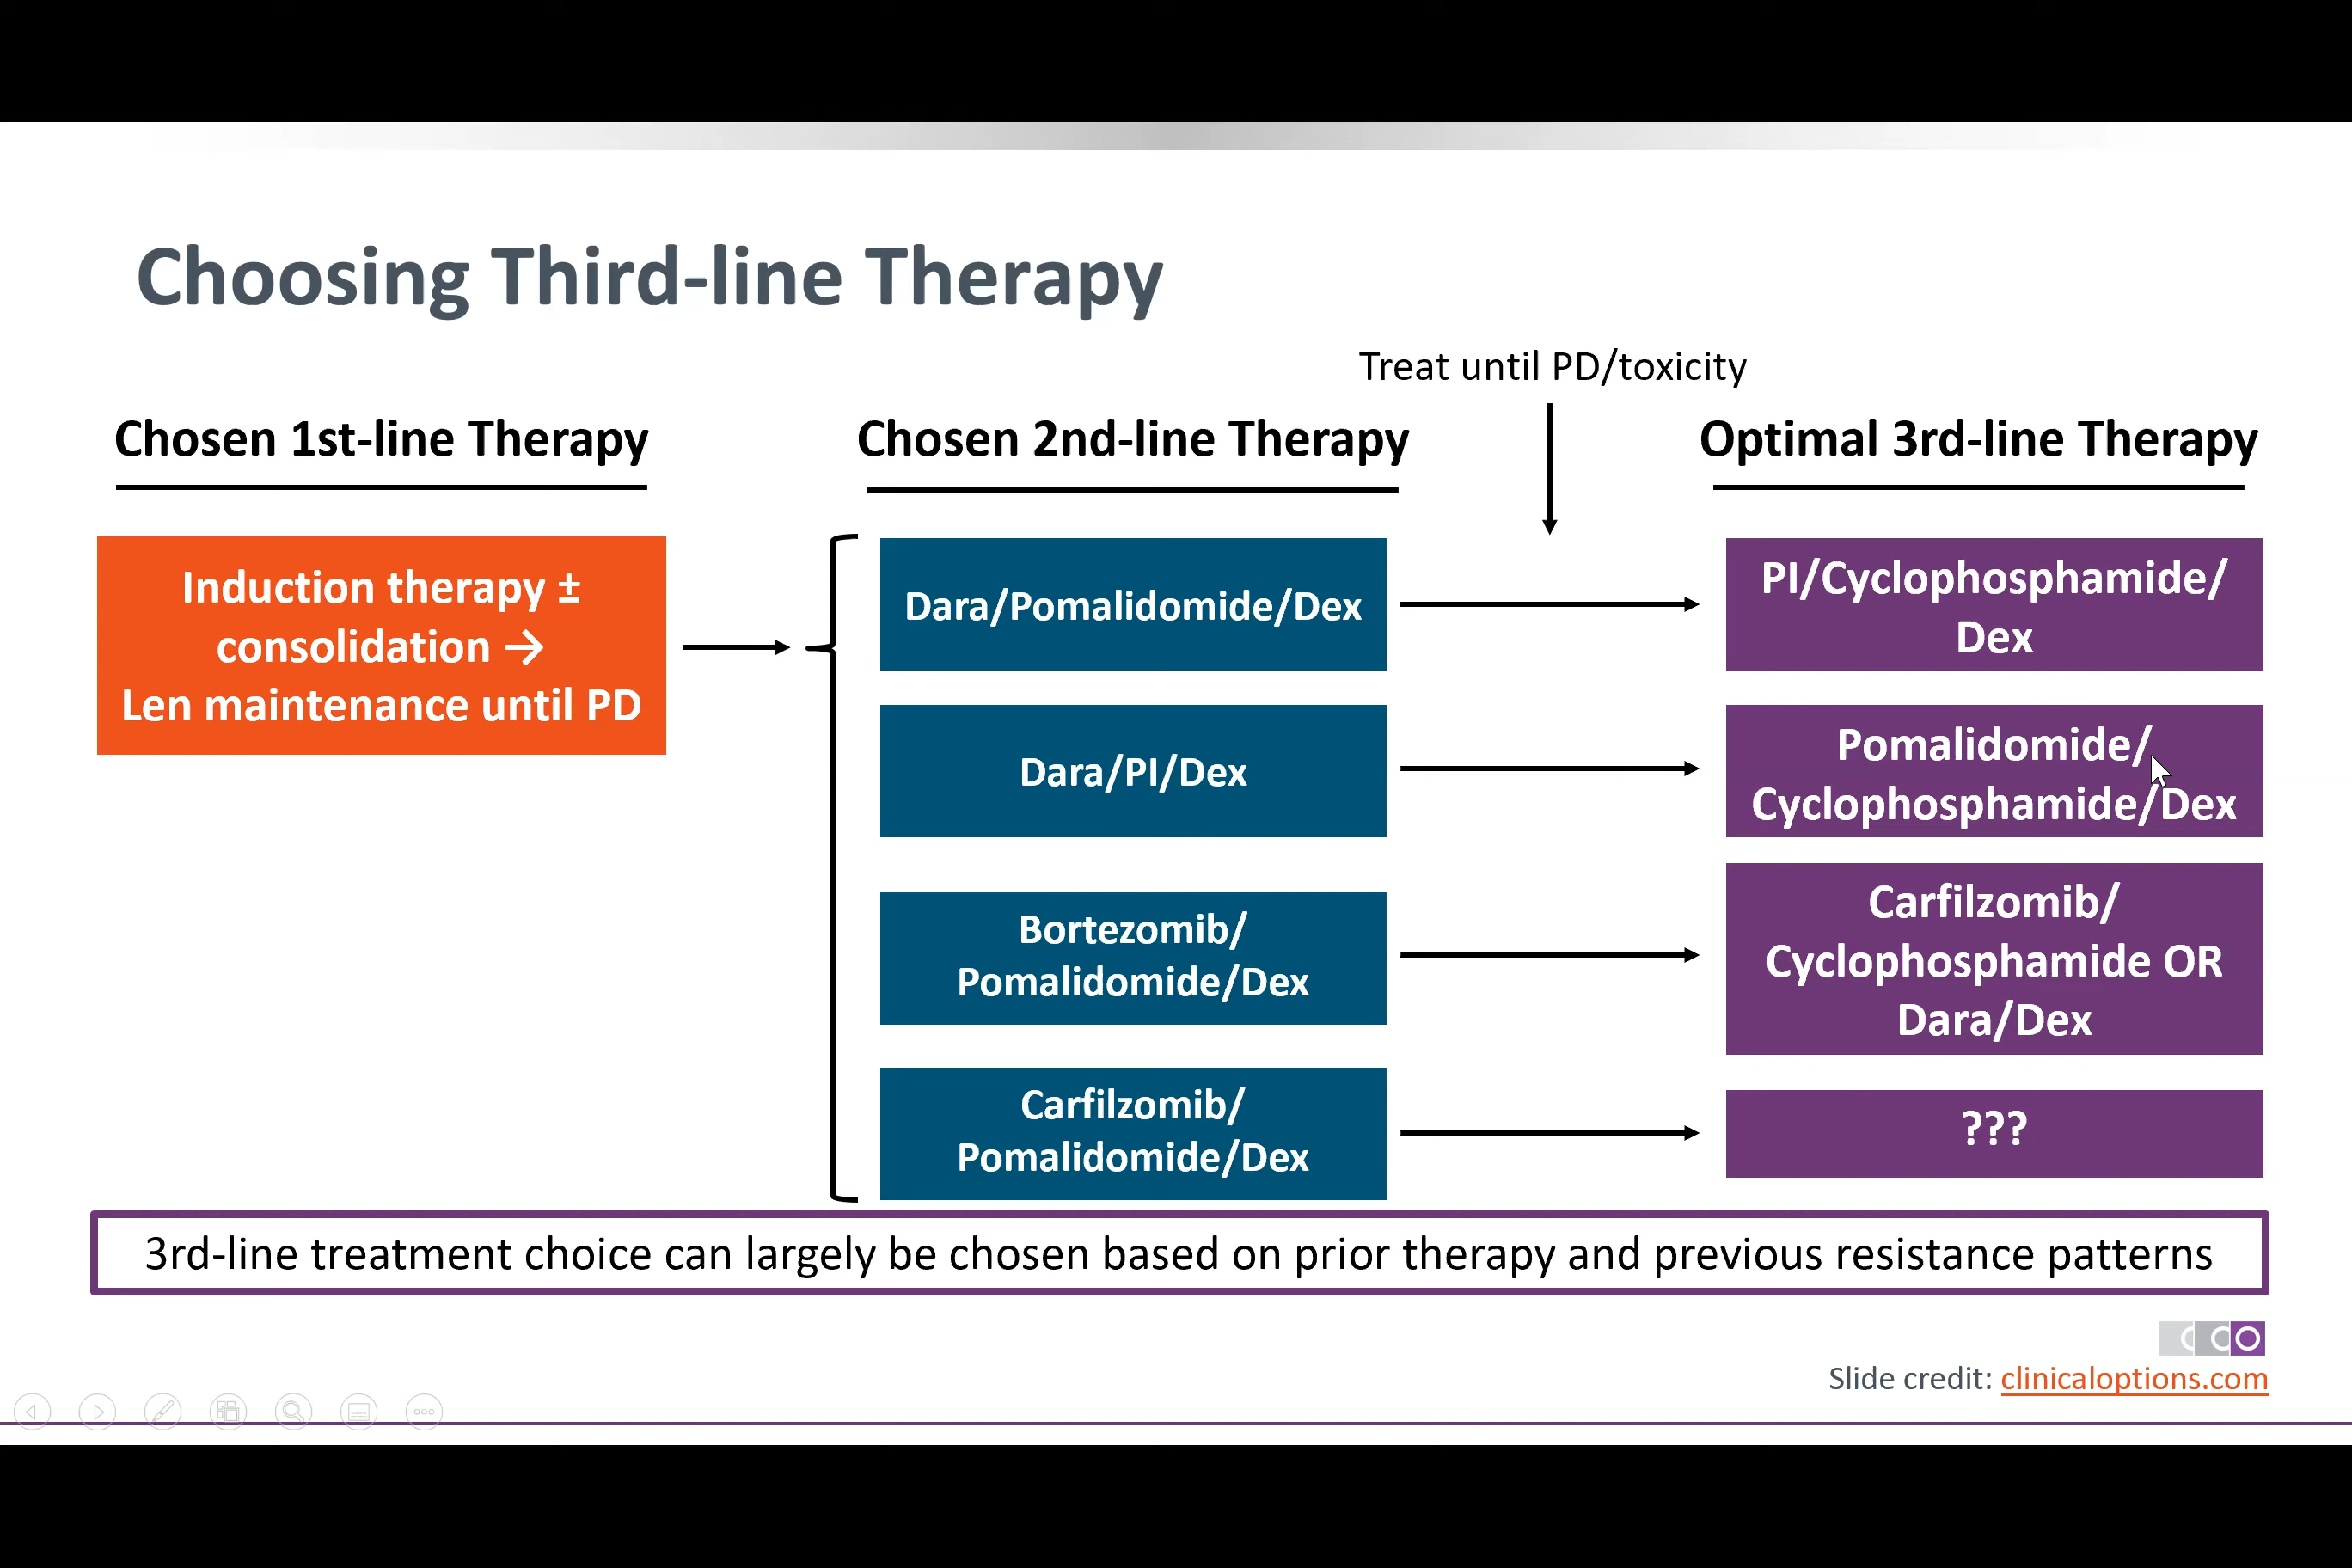 Choosing Third-line Therapy
Treat until PD/toxicity
Chosen 1st-line Therapy
Chosen 2nd-line Therapy
Optimal 3rd-line Therapy
Induction therapy ±
consolidation →
Len maintenance until PD
Dara/Pomalidomide/Dex
PI/Cyclophosphamide/
Dex
Dara/PI/Dex
Pomalidomide/
Cyclophosphamide/Dex
Bortezomib/
Pomalidomide/Dex
Carfilzomib/
Cyclophosphamide OR
Dara/Dex
Carfilzomib/
Pomalidomide/Dex
???
3rd-line treatment choice can largely be chosen based on prior therapy and previous resistance patterns
CCO
Slide credit: clinicaloptions.com